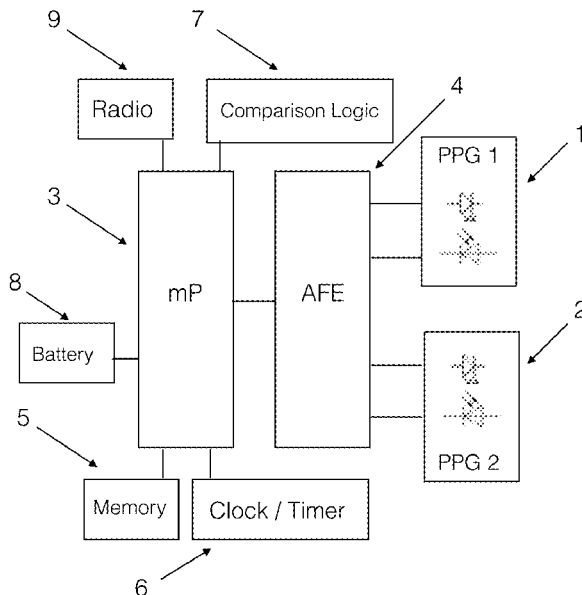 9
7
Radio
Comparison Logic
4
PPG 1
1
3
mP
AFE
8
2
Battery
5
PPG 2
Memory
Clock / Timer
6